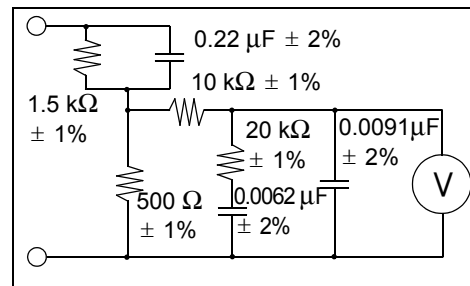 0.22 µF ± 2%
10 kΩ ± 1%
1.5 kΩ
± 1%
20 kΩ
± 1%
0.0091µF
± 2%
V
500 Ω
± 1%
0.0062 µF
± 2%